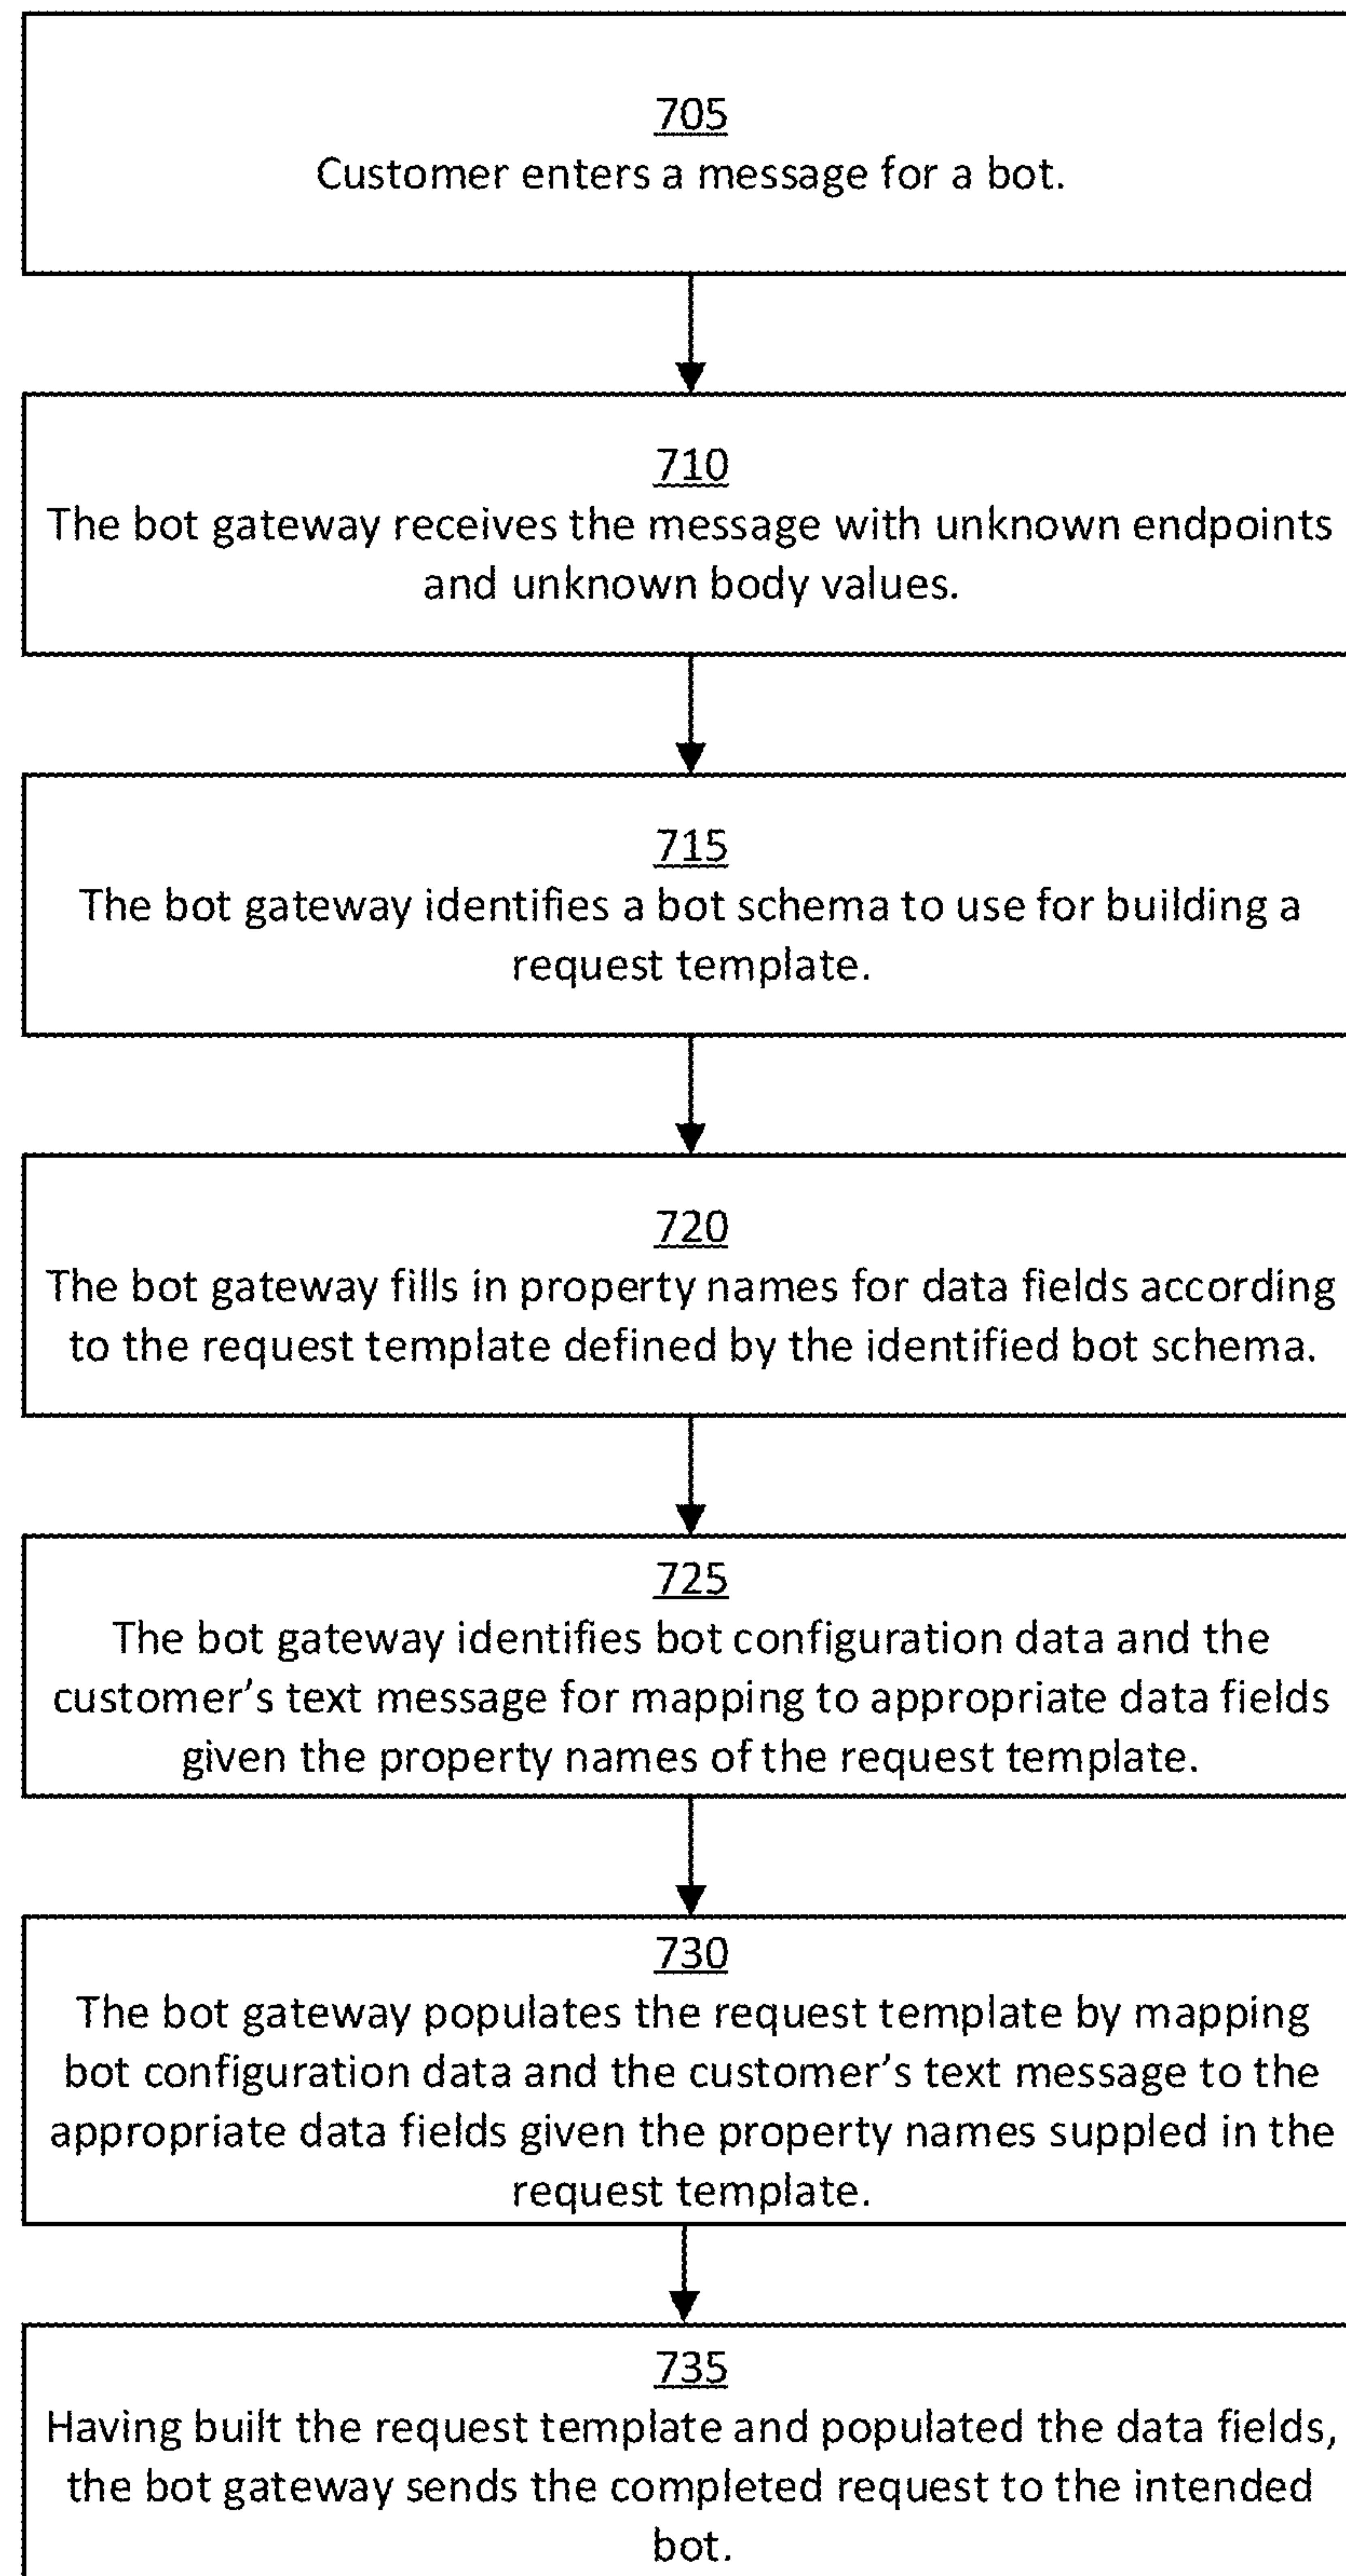 705
Customer enters a message for a bot.
710
The bot gateway receives the message with unknown endpoints
and unknown body values.
715
The bot gateway identifies a bot schema to use for building a
request template.
720
The bot gateway fills in property names for data fields according
to the request template defined by the identified bot schema.
725
The bot gateway identifies bot configuration data and the
customer’s text message for mapping to appropriate data fields
given the property names of the request template.
730
The bot gateway populates the request template by mapping
bot configuration data and the customer’s text message to the
appropriate data fields given the property names suppled in the
request template.
735
Having built the request template and populated the data fields,
the bot gateway sends the completed request to the intended
bot.